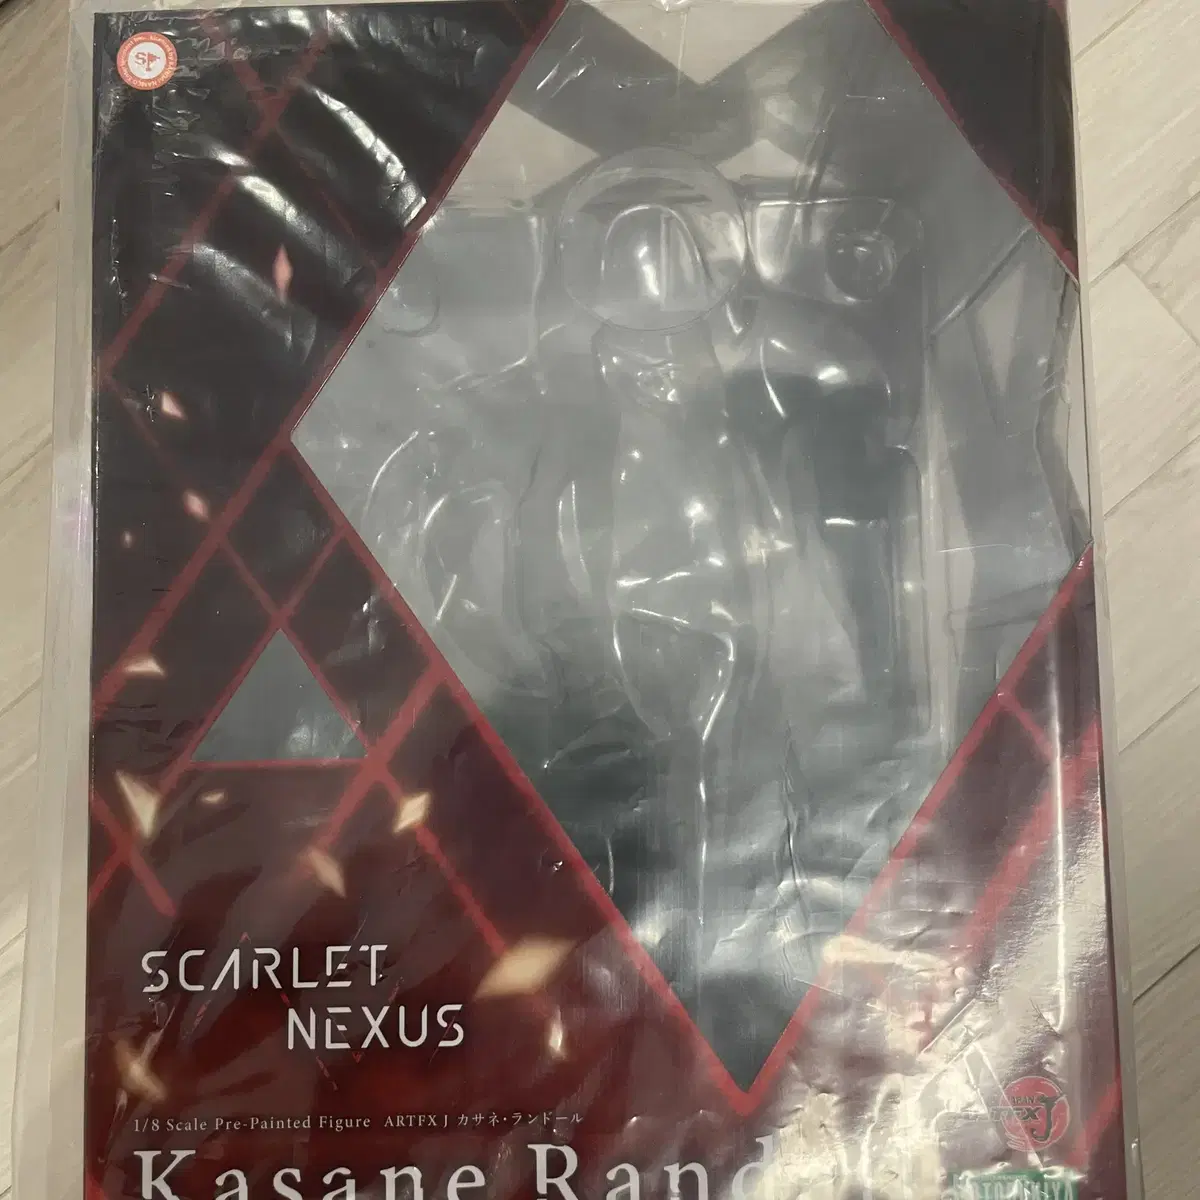 SCARLET
NEXUS
1/8 Scale Pre-Painted Figure ARTFX J カサネ・ランドール
Kasane Rand